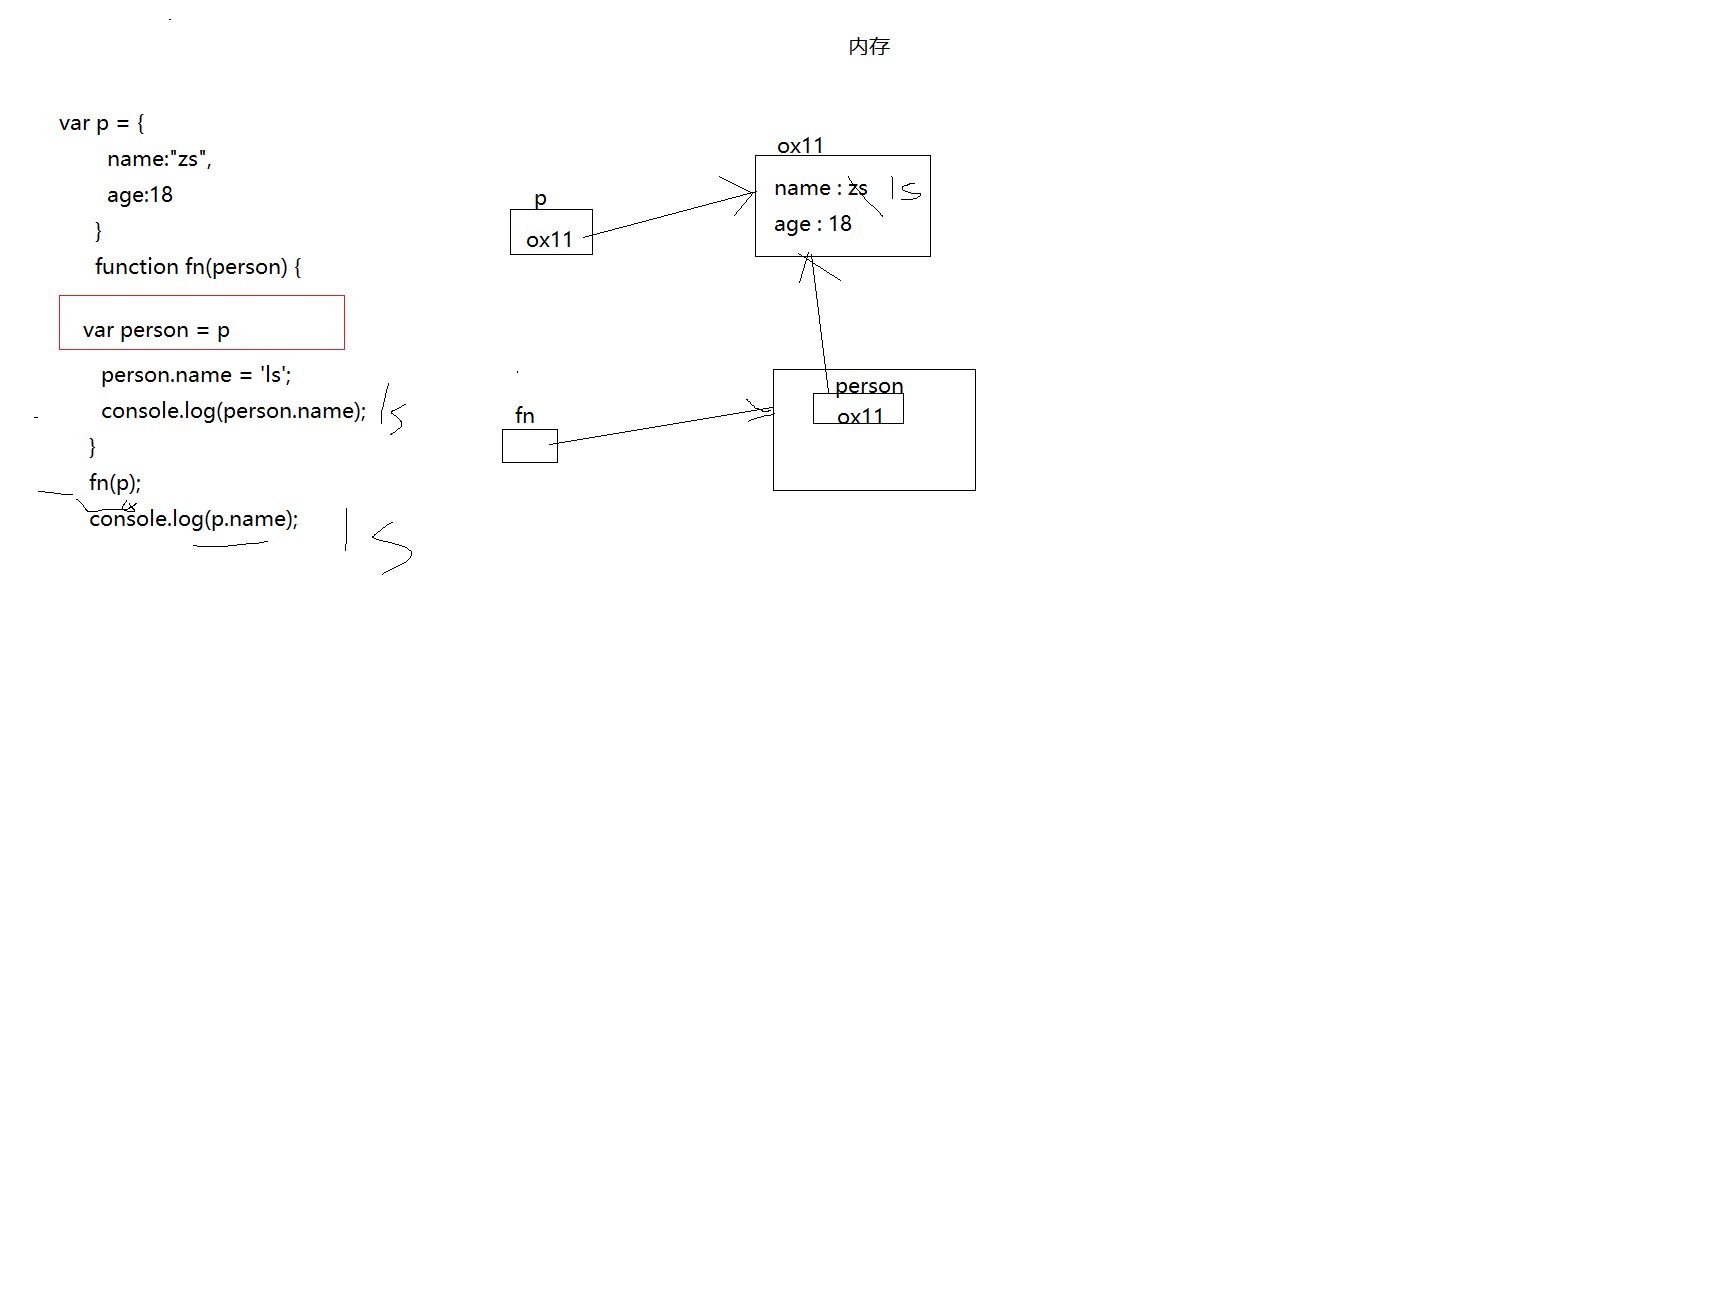 内存
var p = {
name:"zs",
age:18
}
function fn(person) {
var person = p
person.name = 'ls';
console.log(person.name); ls
}
fn(p);
console.log(p.name); ls
ox11
name : zs ls
age : 18
p
ox11
fn
person
ox11